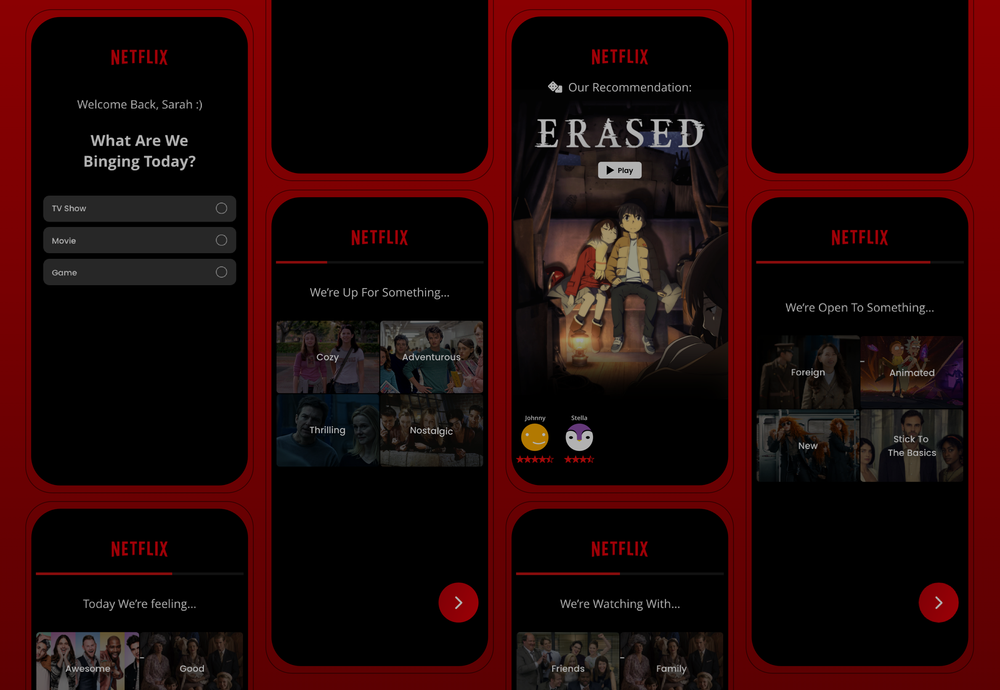 NETFLIX
Welcome Back, Sarah :)
What Are We
Binging Today?
TV Show
Movie
Game
NETFLIX
Today We're feeling...
Awesome
Good
NETFLIX
We're Up For Something...
Cozy
Adventurous
Thrilling
Nostalgic
NETFLIX
Our Recommendation:
ERASED
Play
Johnny
Stella
NETFLIX
We're Watching With...
Friends
Family
NETFLIX
We're Open To Something...
Foreign
Animated
New
Stick To
The Basics